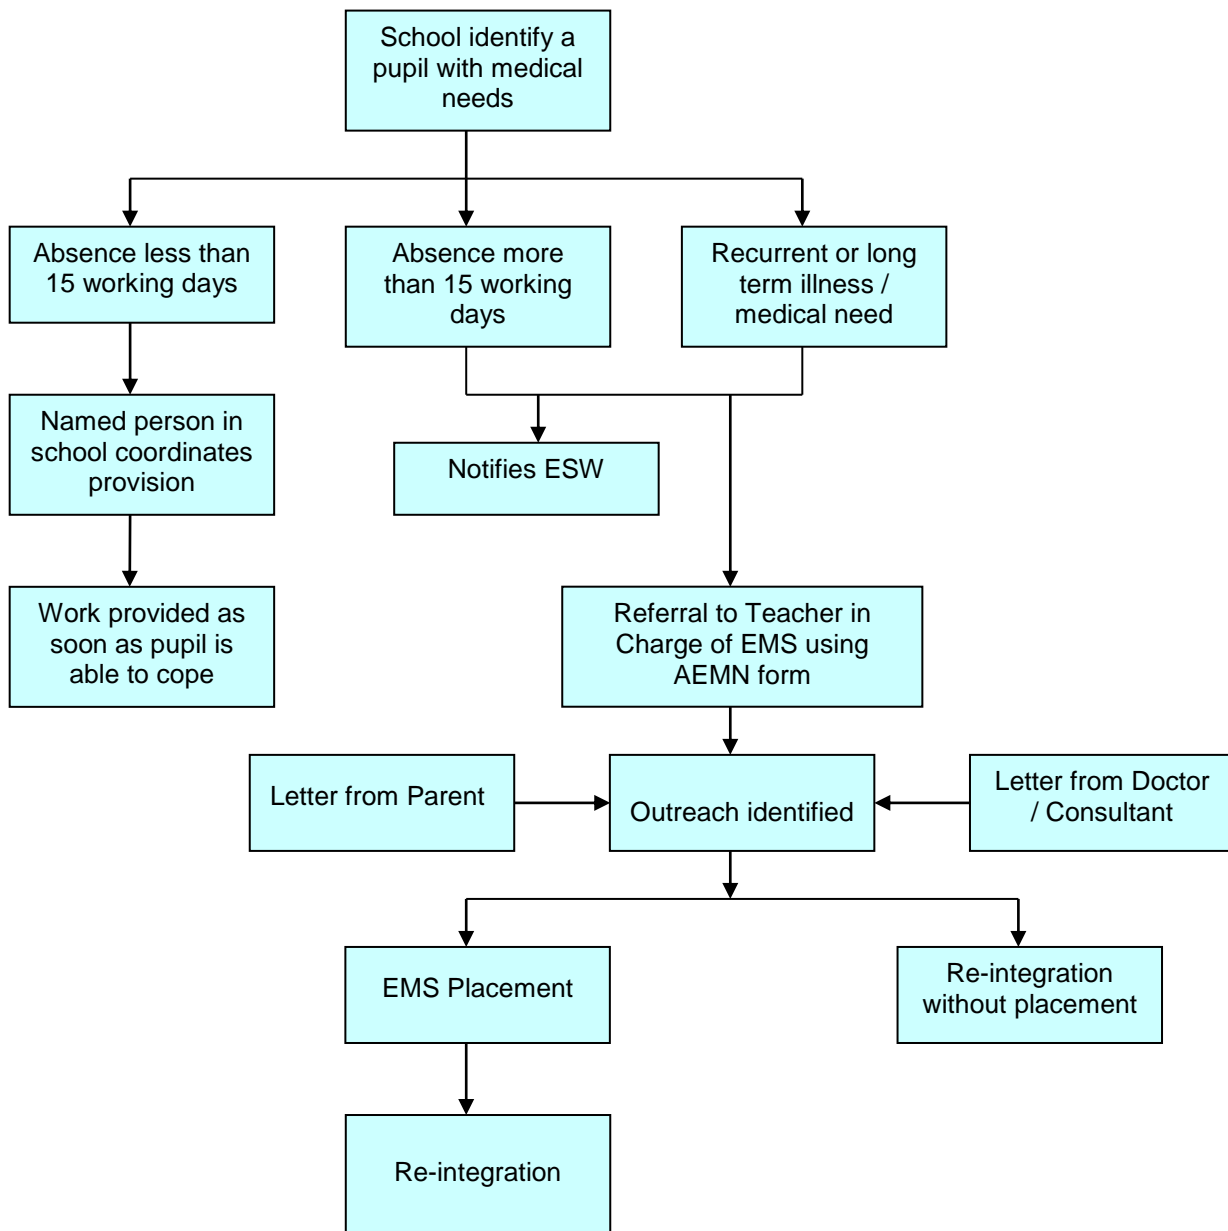 School identify a
pupil with medical
needs
Absence less than
15 working days
Absence more
than 15 working
days
Recurrent or long
term illness /
medical need
Named person in
school coordinates
provision
Notifies ESW
Work provided as
soon as pupil is
able to cope
Referral to Teacher in
Charge of EMS using
AEMN form
Letter from Parent
Outreach identified
Letter from Doctor
/ Consultant
EMS Placement
Re-integration
without placement
Re-integration